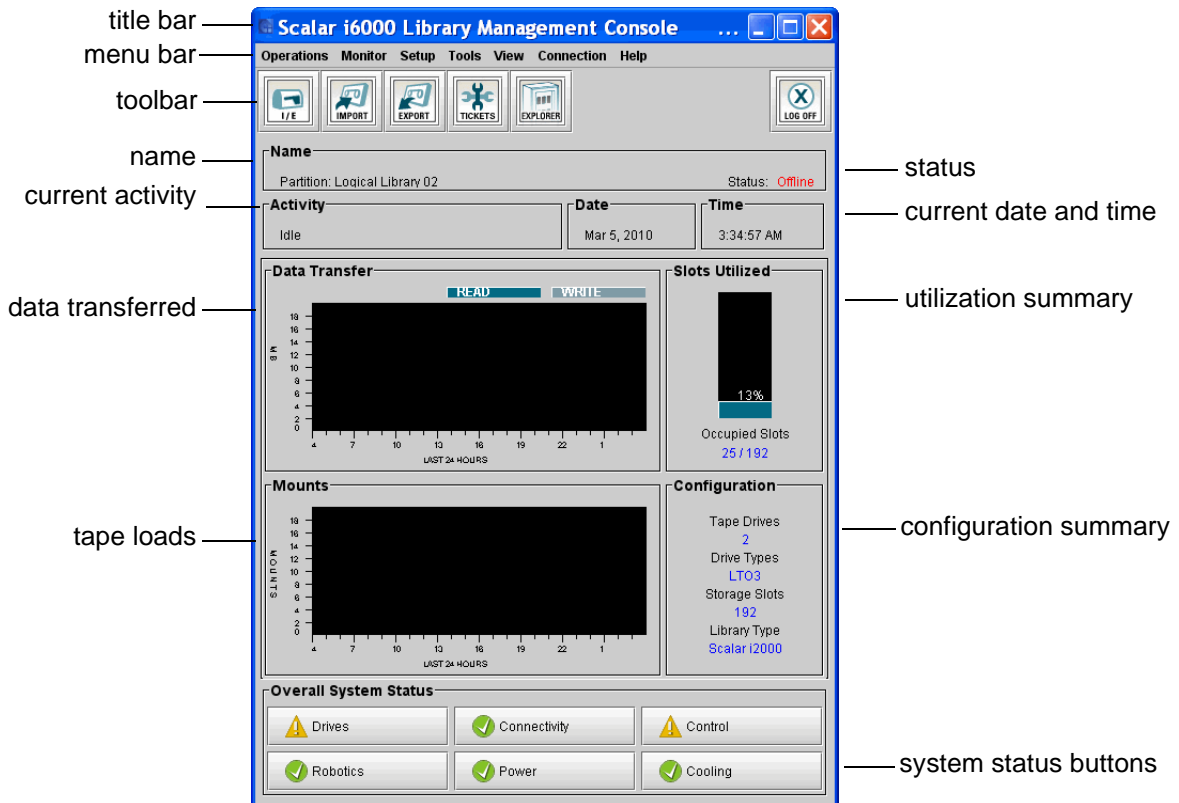 title bar
Scalar i6000 Library Management Console ...
menu bar
Operations Monitor Setup Tools View Connection Help
toolbar
I / E
IMPORT
EXPORT
TICKETS
EXPLORER
X
LOG OFF
name
Name
Partition: Logical Library 02
Status: Offline
status
current activity
Activity
Idle
Date
Mar 5, 2010
Time
3:34:57 AM
current date and time
data transferred
Data Transfer
READ
WRITE
MB
18
16
14
12
10
8
6
4
2
0
4 7 10 13 16 19 22 1
LAST 24 HOURS
Slots Utilized
13%
Occupied Slots
25 / 192
utilization summary
tape loads
Mounts
MOUNTS
18
16
14
12
10
8
6
4
2
0
4 7 10 13 16 19 22 1
LAST 24 HOURS
Configuration
Tape Drives
2
Drive Types
LTO3
Storage Slots
192
Library Type
Scalar i2000
configuration summary
Overall System Status
Drives
Connectivity
Control
Robotics
Power
Cooling
system status buttons